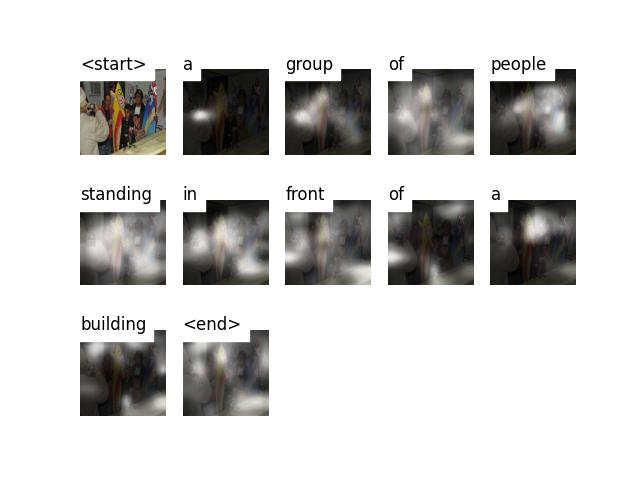 <start> a group of people
standing in front of a
building <end>